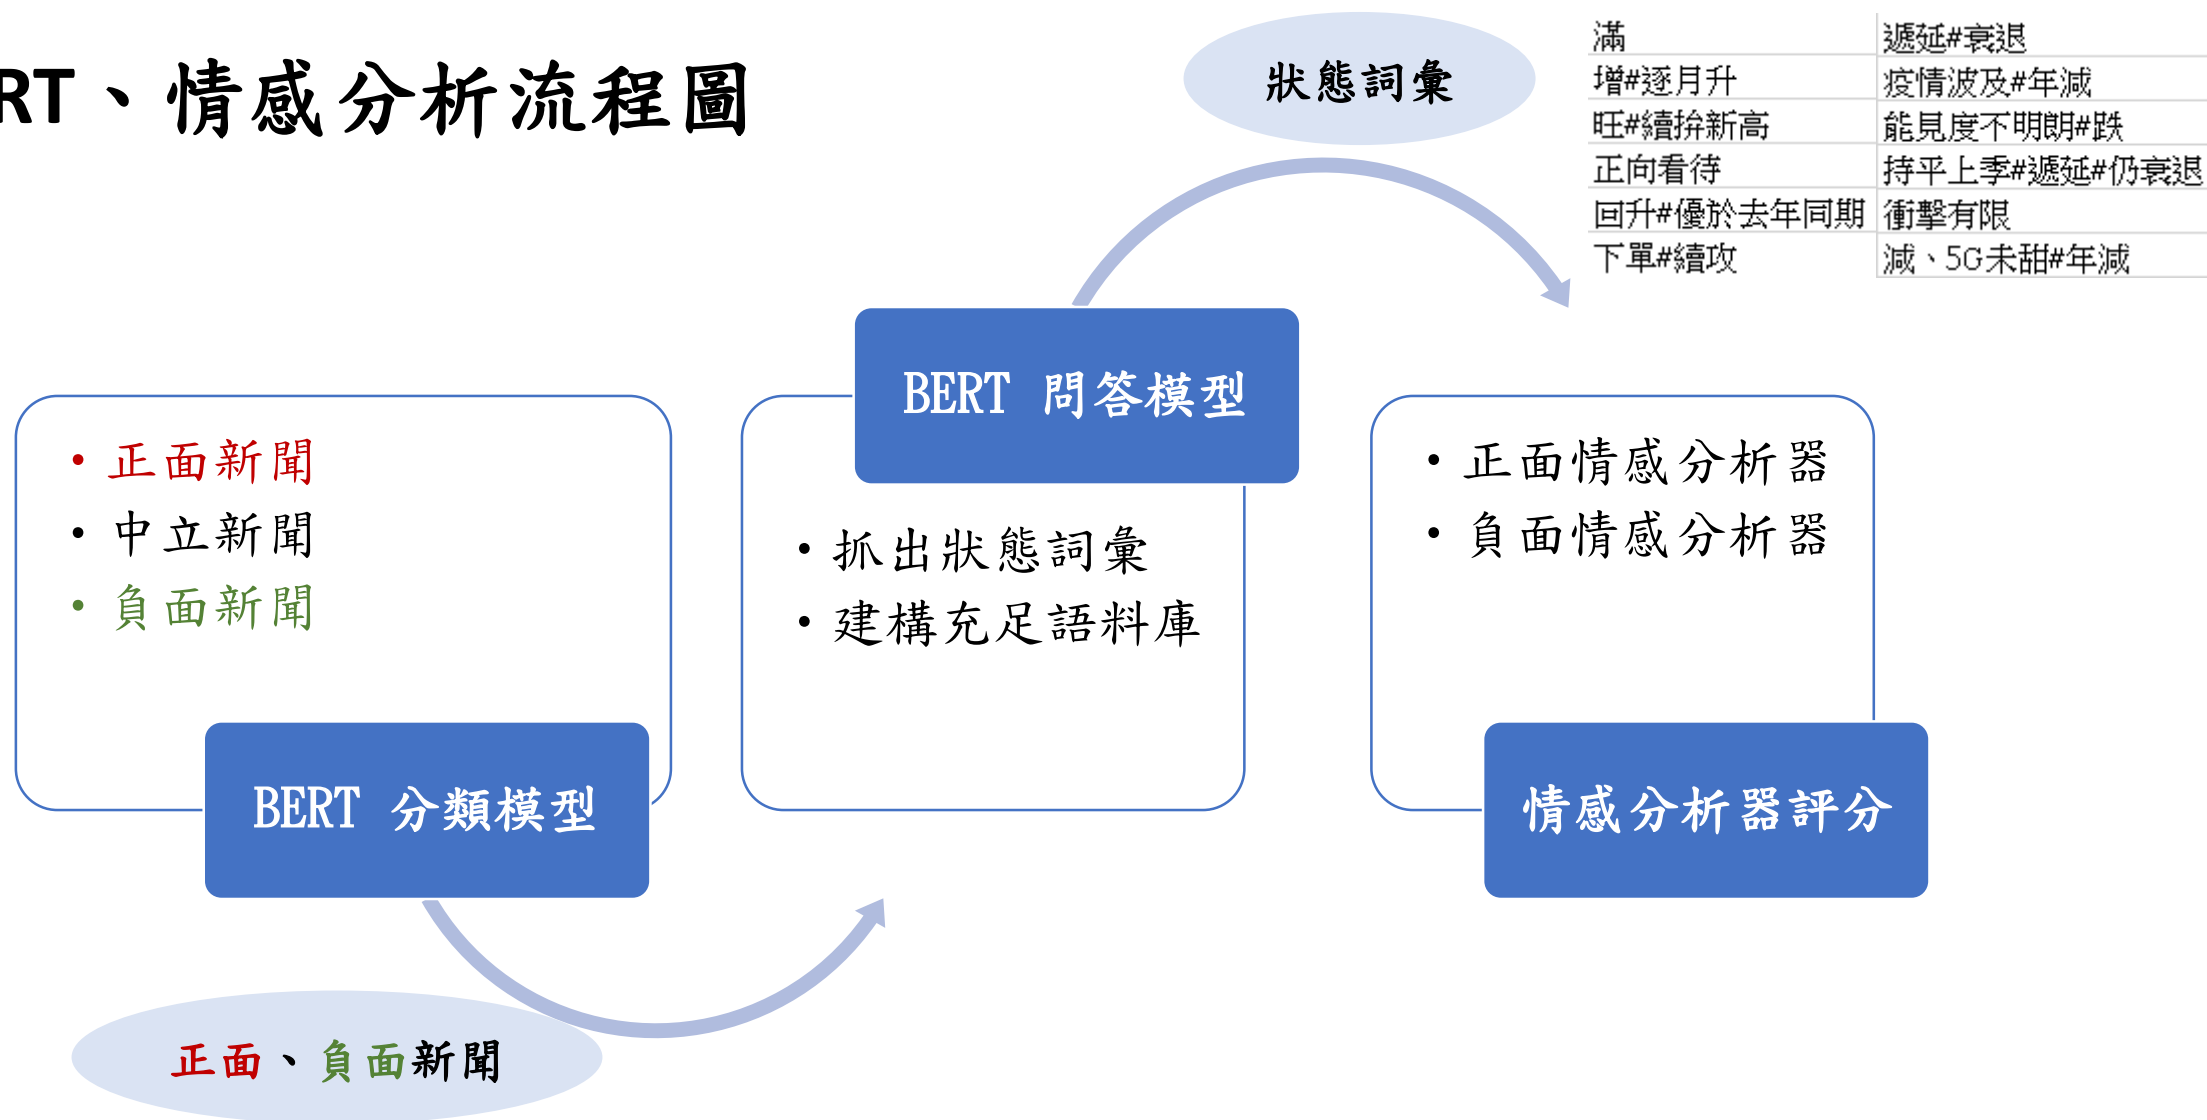 RT、情感分析流程圖
狀態詞彙
滿 遞延#衰退
增#逐月升 疫情波及#年減
旺#續拚新高 能見度不明朗#跌
正向看待 持平上季#遞延#仍衰退
回升#優於去年同期 衝擊有限
下單#續攻 減、5G未甜#年減
• 正面新聞
• 中立新聞
• 負面新聞
BERT 分類模型
正面、負面新聞
BERT 問答模型
• 抓出狀態詞彙
• 建構充足語料庫
• 正面情感分析器
• 負面情感分析器
情感分析器評分